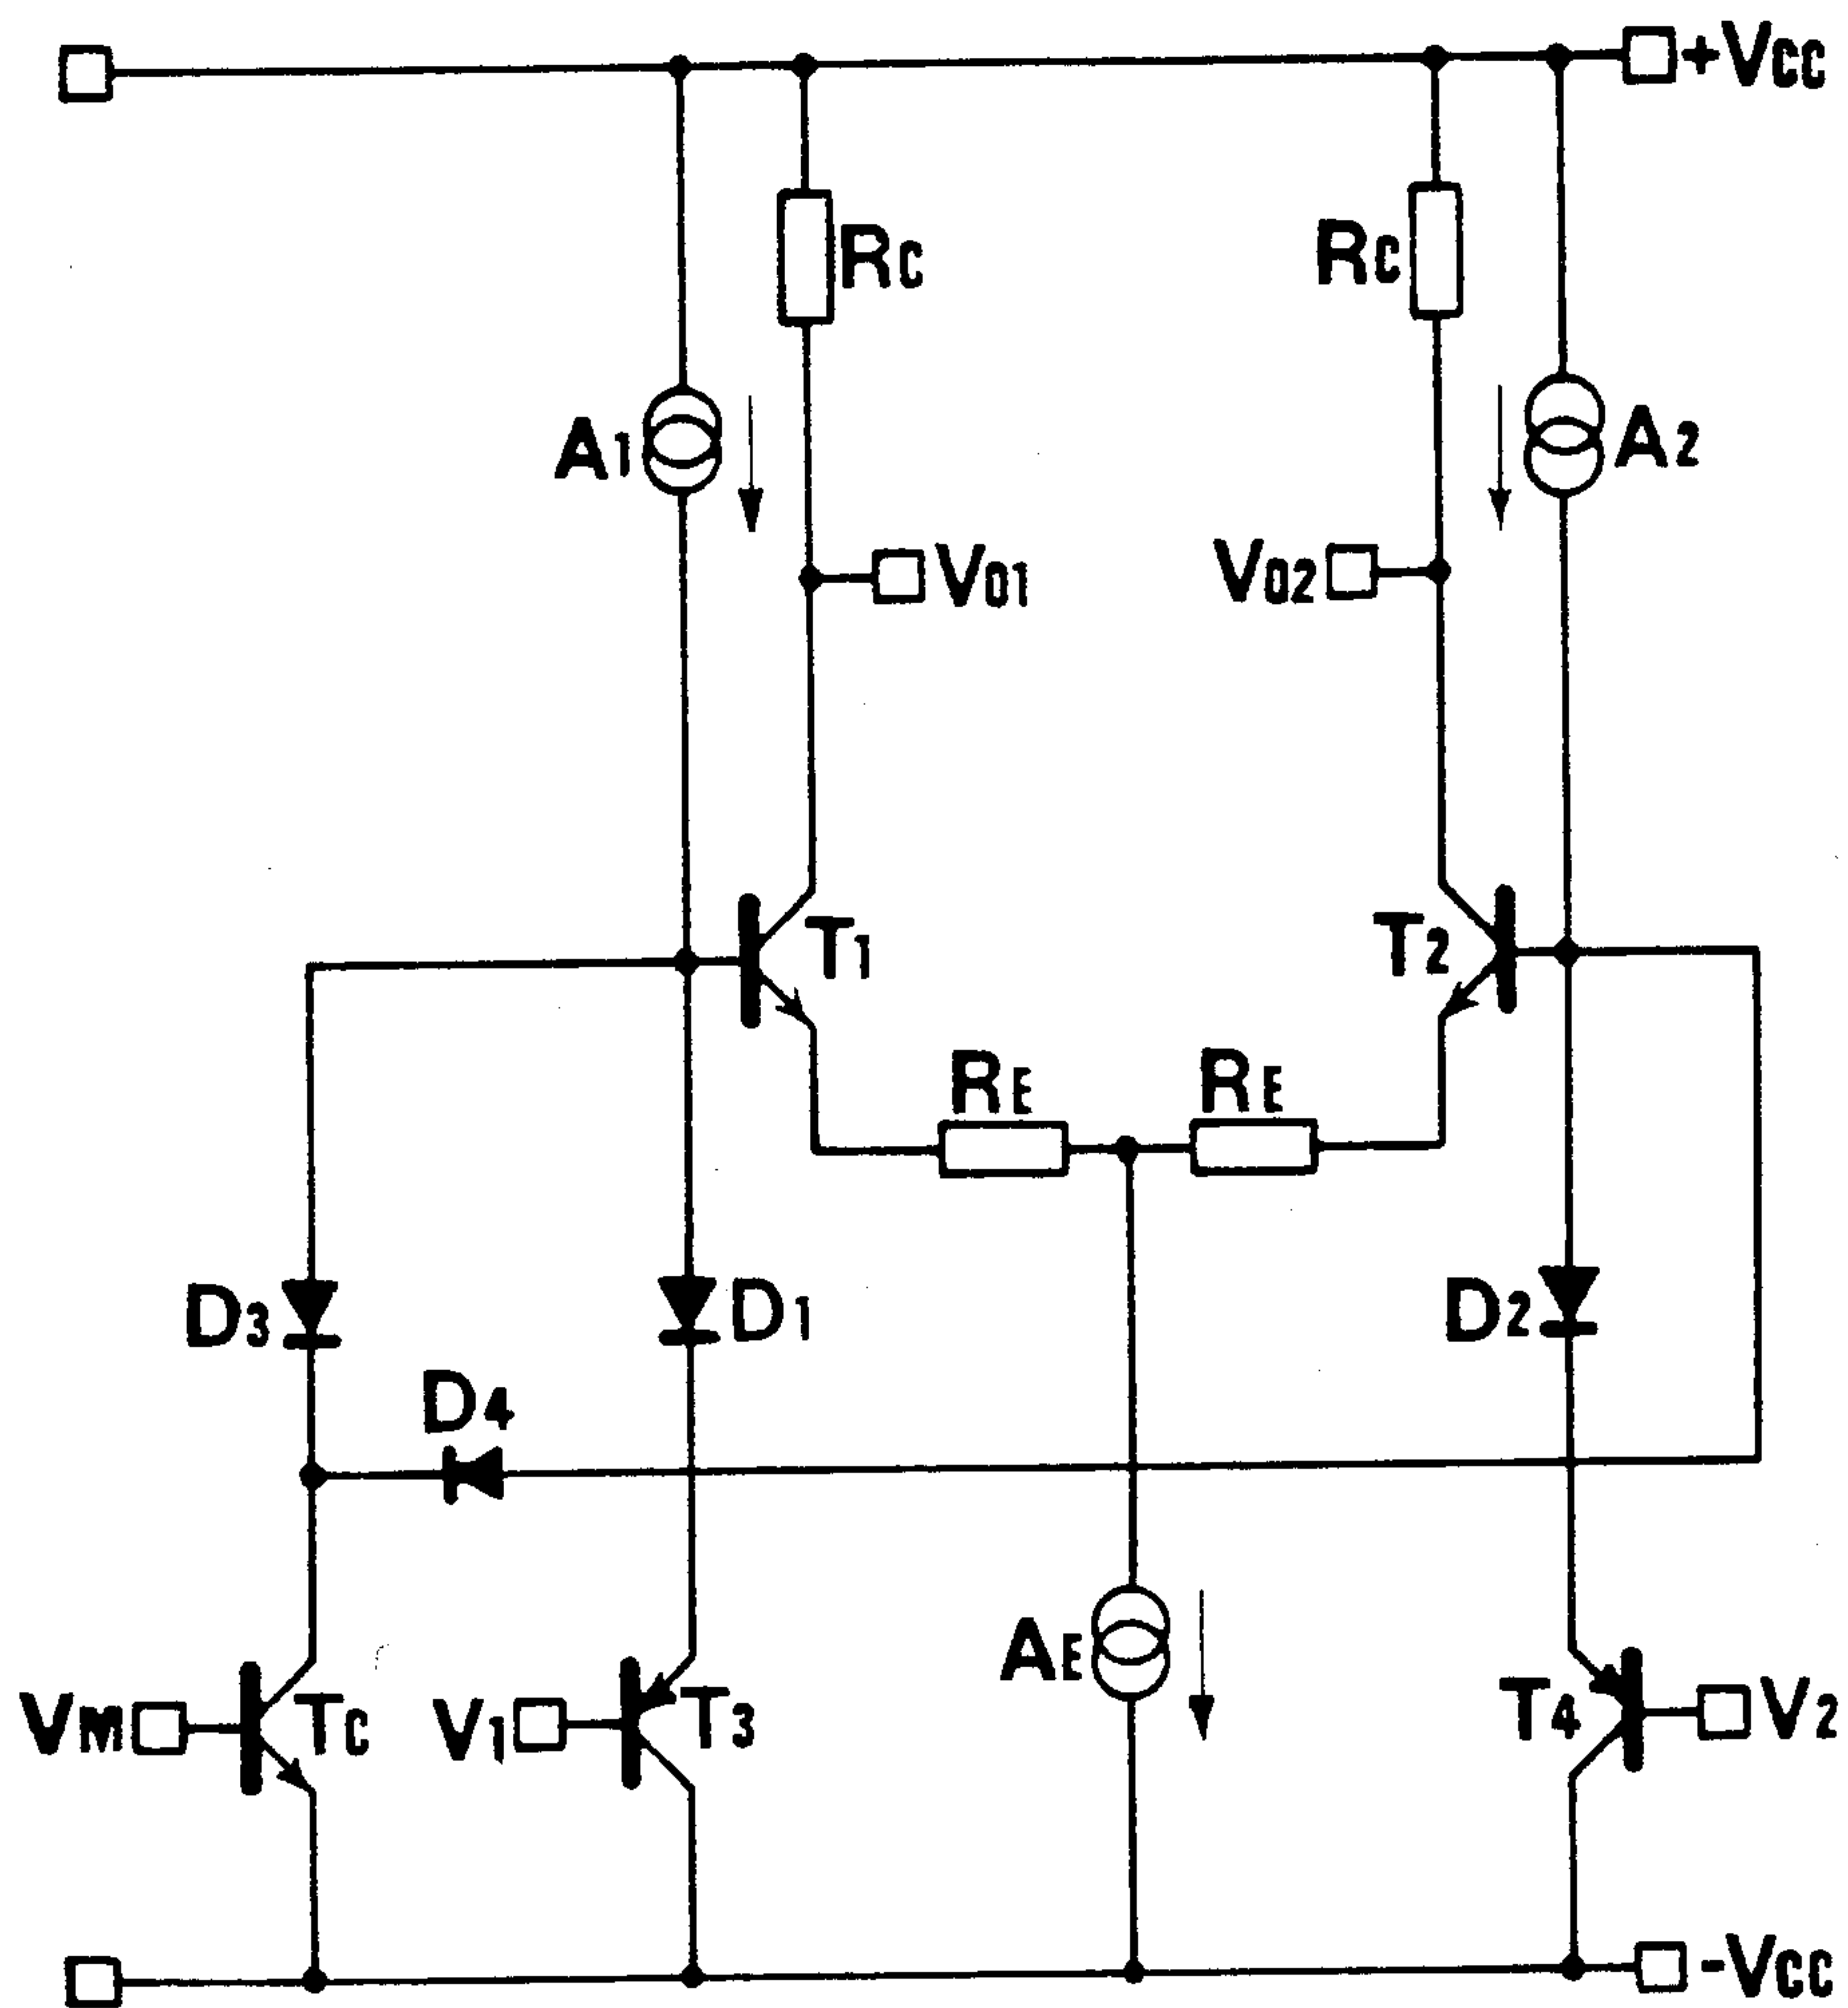 +VCC
RC
RC
A1
A2
V01
V02
T1
T2
RE
RE
D3
D1
D2
D4
AE
VM
TC
V1
T3
T4
V2
-VCC